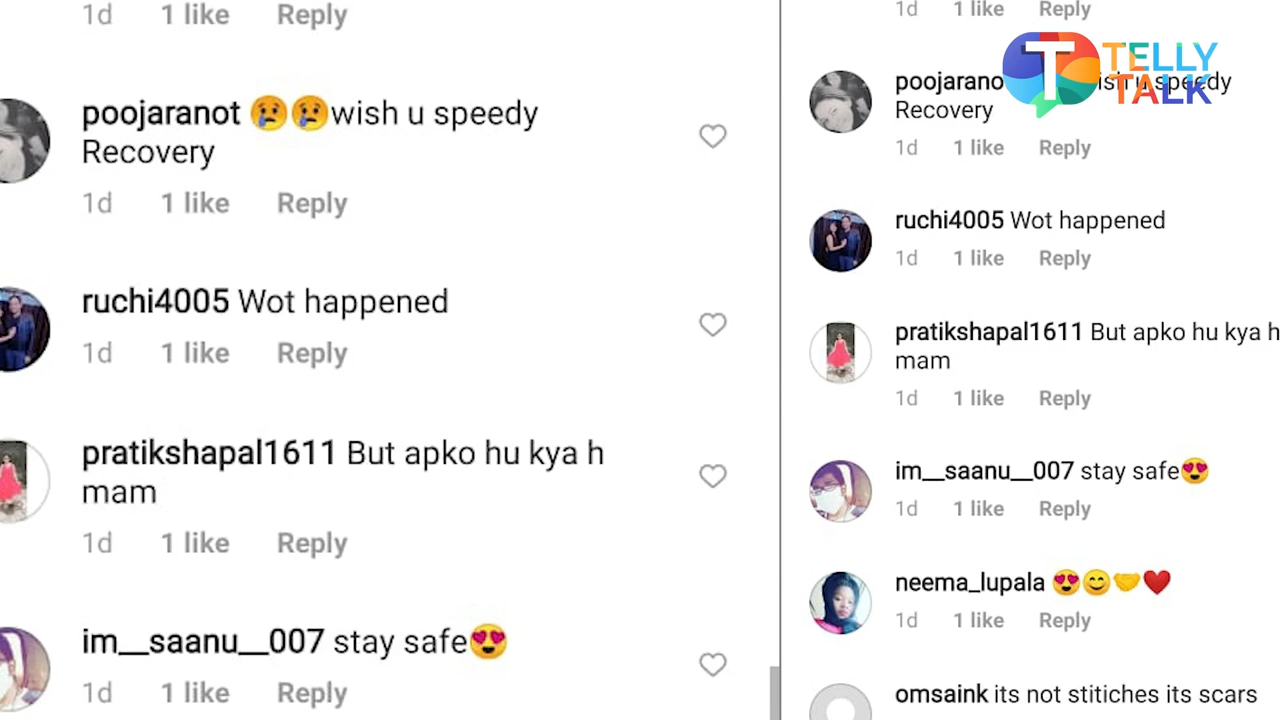 1d 1 like Reply
poojaranot 😢😢wish u speedy
Recovery
1d 1 like Reply
ruchi4005 Wot happened
1d 1 like Reply
pratikshapal1611 But apko hu kya h
mam
1d 1 like Reply
im__saanu__007 stay safe😍
1d 1 like Reply
1d 1 like Reply
TELLY
TALK
poojarano speedy
Recovery
1d 1 like Reply
ruchi4005 Wot happened
1d 1 like Reply
pratikshapal1611 But apko hu kya h
mam
1d 1 like Reply
im__saanu__007 stay safe😍
1d 1 like Reply
neema_lupala 😍😊🤝❤️
1d 1 like Reply
omsaink its not stitiches its scars